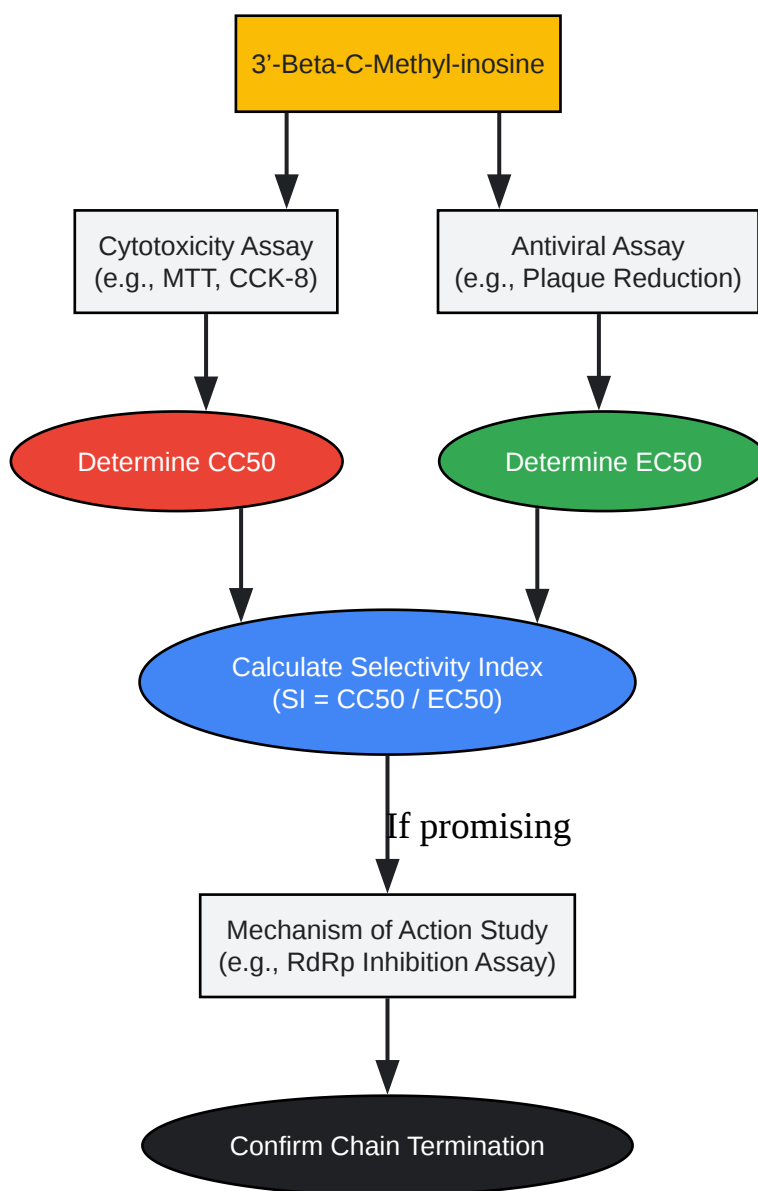 3’-Beta-C-Methyl-inosine
Cytotoxicity Assay
(e.g., MTT, CCK-8)
Antiviral Assay
(e.g., Plaque Reduction)
Determine CC50
Determine EC50
Calculate Selectivity Index
(SI = CC50 / EC50)
If promising
Mechanism of Action Study
(e.g., RdRp Inhibition Assay)
Confirm Chain Termination